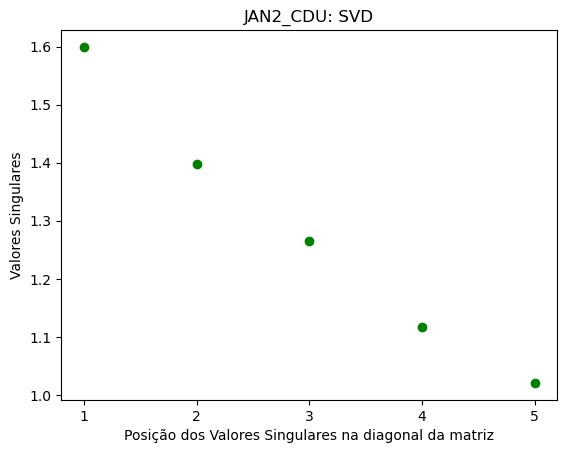 JAN2_CDU: SVD
Valores Singulares
1.6
1.5
1.4
1.3
1.2
1.1
1.0
1 2 3 4 5
Posição dos Valores Singulares na diagonal da matriz